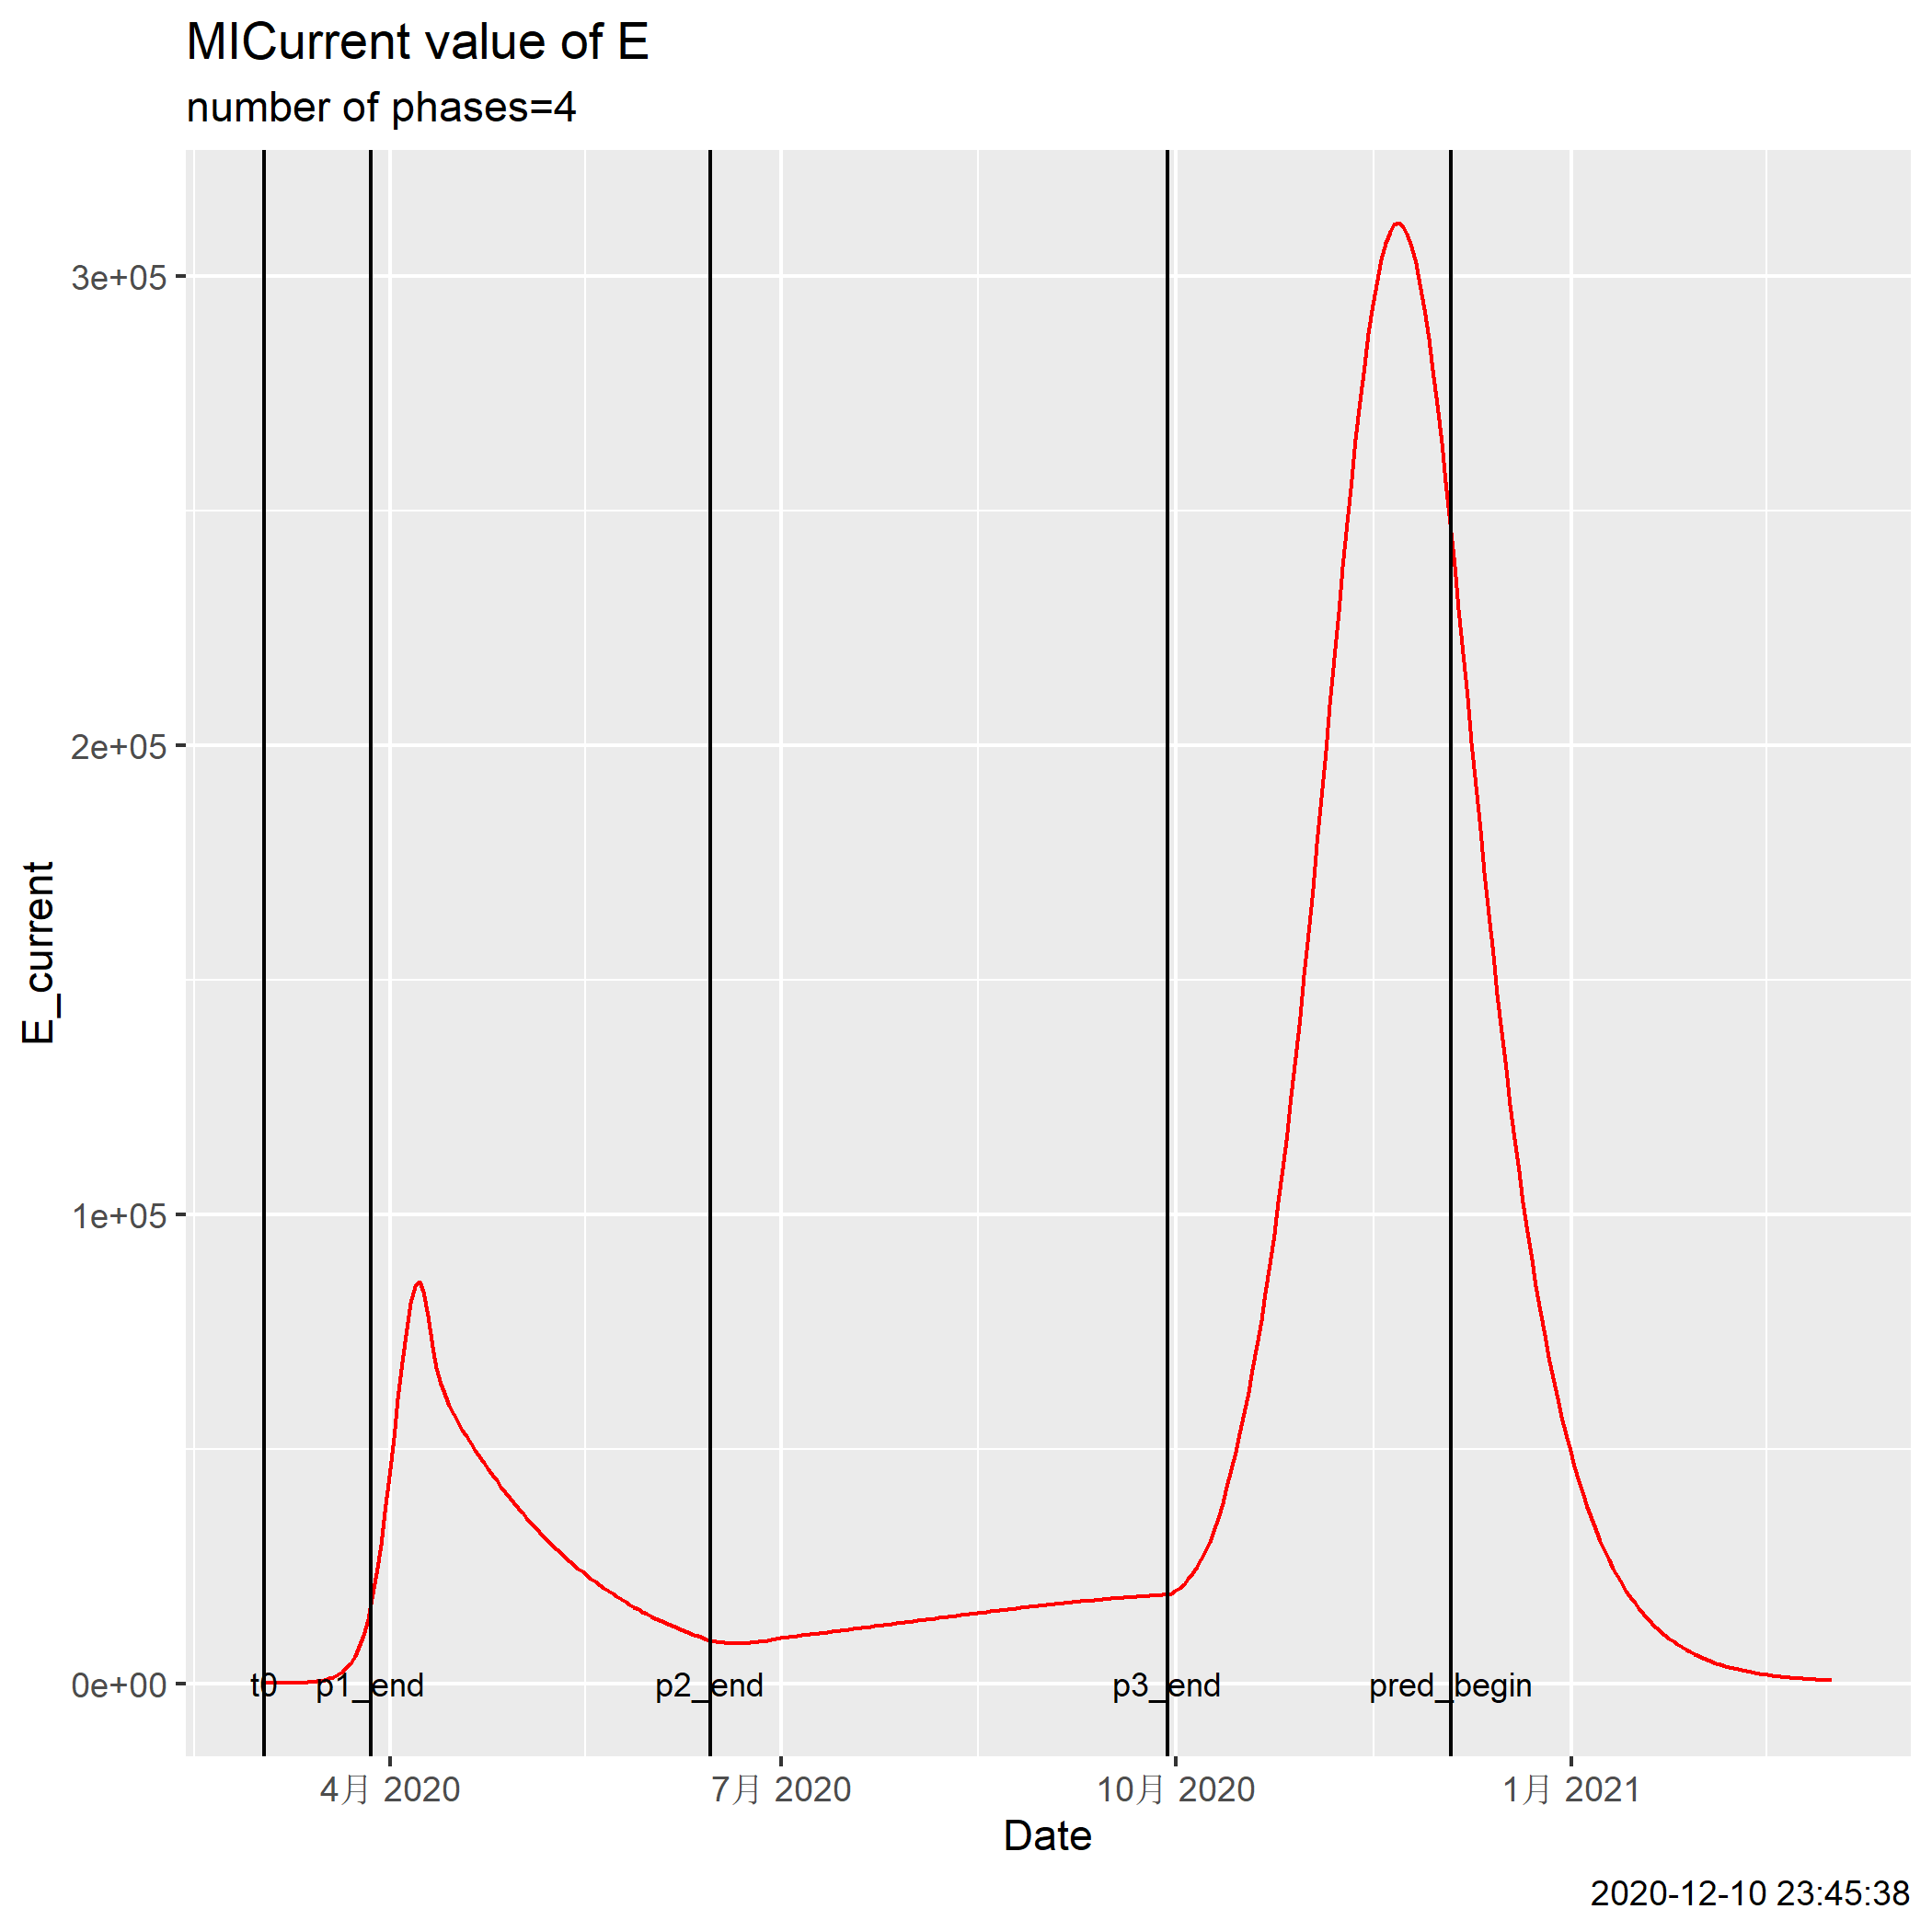 MICurrent value of E
number of phases=4
3e+05
2e+05
1e+05
0e+00
E_current
t0 p1_end p2_end p3_end pred_begin
4月 2020 7月 2020 10月 2020 1月 2021
Date
2020-12-10 23:45:38